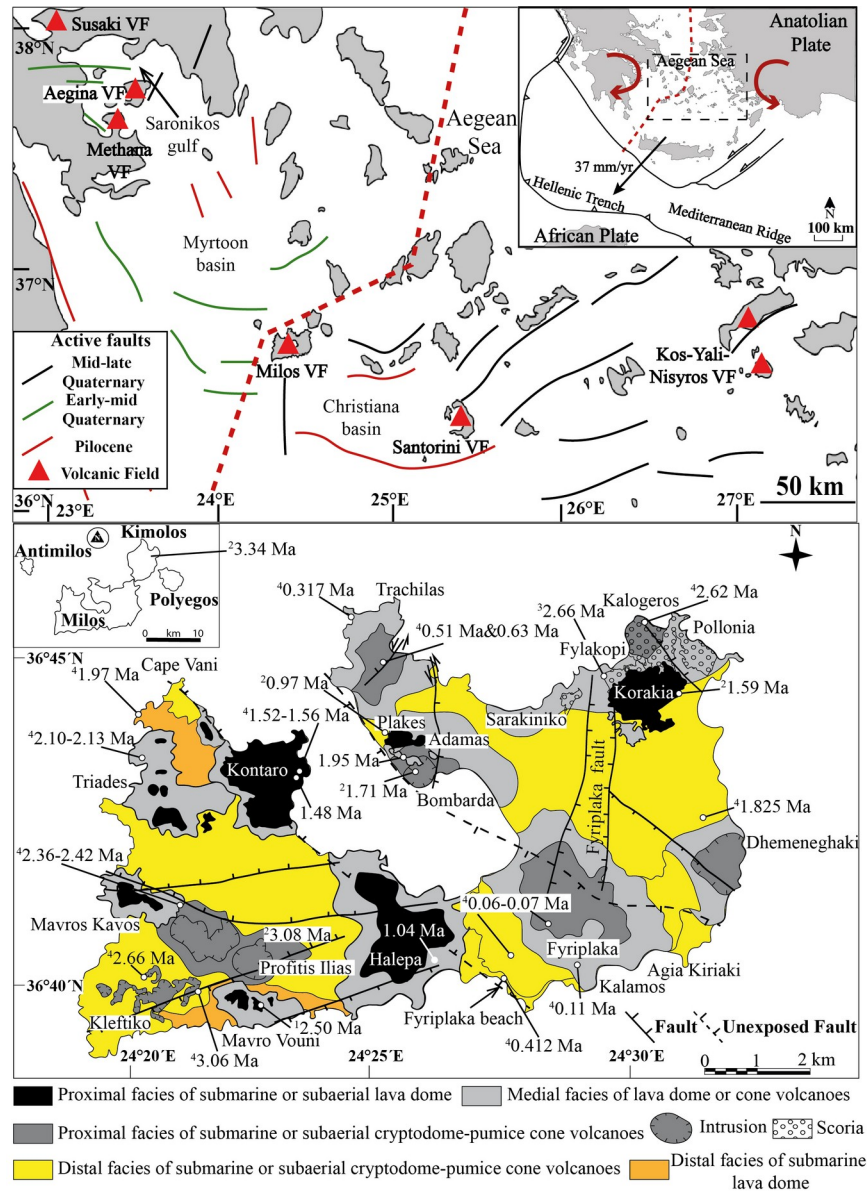 38°N
Susaki VF
Aegina VF
Saronikos
gulf
Methana
VF
Aegean
Sea
Myrtoon
basin
37°N
Milos VF
Christiana
basin
Santorini VF
Kos-Yali-
Nisyros VF
Active faults
Mid-late
Quaternary
Early-mid
Quaternary
Pilocene
Volcanic Field
36°N
23°E
24°E
25°E
26°E
27°E
50 km
Anatolian
Plate
Aegean Sea
37 mm/yr
Hellenic Trench
Mediterranean Ridge
African Plate
N
100 km
Antimilos
N
Kimolos
²3.34 Ma
Polyegos
Milos
0 km 10
N
36°45´N
Cape Vani
⁴1.97 Ma
⁴2.10-2.13 Ma
Triades
Kontaro
⁴1.52-1.56 Ma
1.48 Ma
⁴0.317 Ma
Trachilas
⁴0.51 Ma&0.63 Ma
²0.97 Ma
Plakes
Adamas
1.95 Ma
²1.71 Ma
Bombarda
Sarakiniko
Fylakopi
³2.66 Ma
Kalogeros
⁴2.62 Ma
Pollonia
Korakia
²1.59 Ma
Fyriplaka fault
⁴1.825 Ma
Dhemeneghaki
⁴2.36-2.42 Ma
Mavros Kavos
²3.08 Ma
Profitis Ilias
1.04 Ma
Halepa
⁴0.06-0.07 Ma
Fyriplaka
Agia Kiriaki
Kalamos
⁴0.11 Ma
36°40´N
⁴2.66 Ma
Kleftiko
⁴3.06 Ma
Mavro Vouni
¹2.50 Ma
Fyriplaka beach
⁴0.412 Ma
Fault
Unexposed Fault
24°20´E
24°25´E
24°30´E
0 1 2 km
Proximal facies of submarine or subaerial lava dome
Medial facies of lava dome or cone volcanoes
Proximal facies of submarine or subaerial cryptodome-pumice cone volcanoes
Intrusion
Scoria
Distal facies of submarine or subaerial cryptodome-pumice cone volcanoes
Distal facies of submarine
lava dome